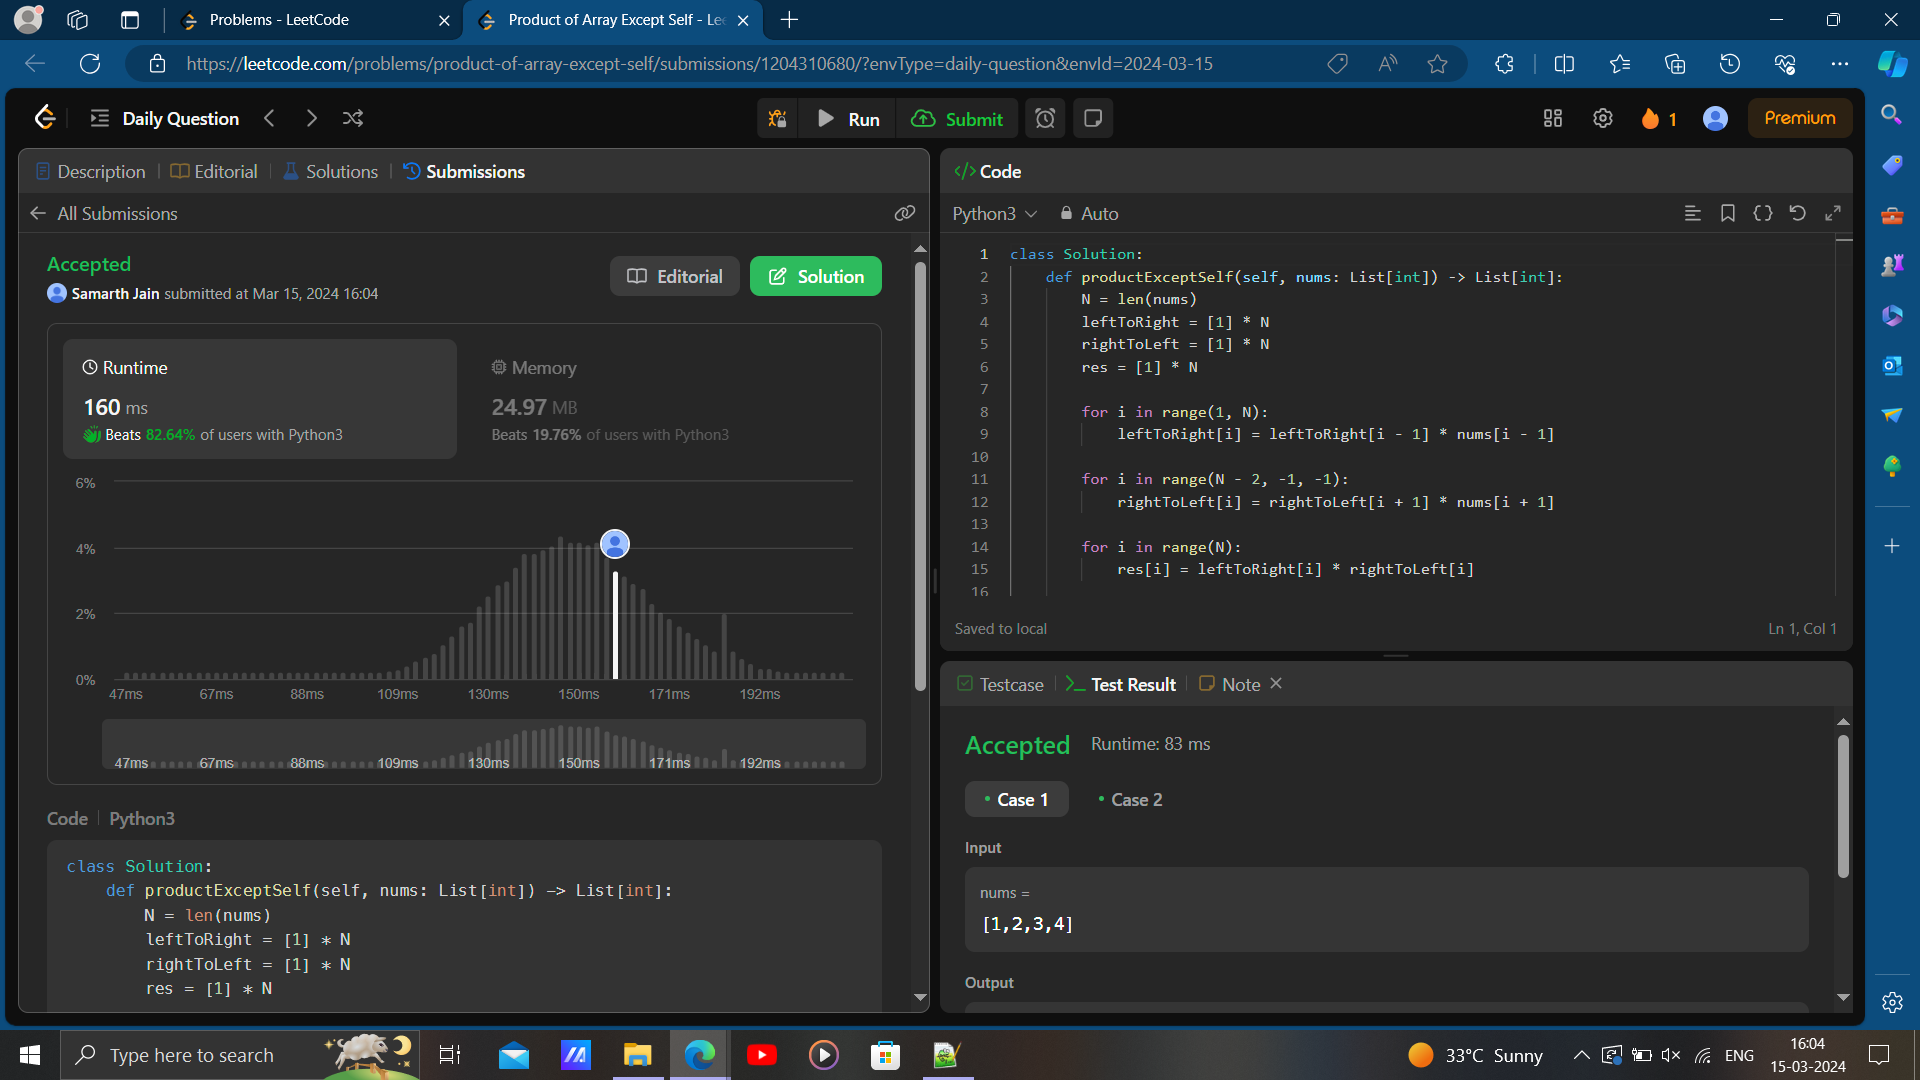 Problems - LeetCode
Product of Array Except Self - Lee
https://leetcode.com/problems/product-of-array-except-self/submissions/1204310680/?envType=daily-question&envId=2024-03-15
Daily Question
Run
Submit
1
Premium
Description
Editorial
Solutions
Submissions
All Submissions
Accepted
Samarth Jain submitted at Mar 15, 2024 16:04
Editorial
Solution
Runtime
160 ms
Beats 82.64% of users with Python3
Memory
24.97 MB
Beats 19.76% of users with Python3
6%
4%
2%
0%
47ms 67ms 88ms 109ms 130ms 150ms 171ms 192ms
47ms 67ms 88ms 109ms 130ms 150ms 171ms 192ms
Code
Python3
class Solution:
def productExceptSelf(self, nums: List[int]) -> List[int]:
N = len(nums)
leftToRight = [1] * N
rightToLeft = [1] * N
res = [1] * N
Code
Python3
Auto
1 class Solution:
2 def productExceptSelf(self, nums: List[int]) -> List[int]:
3 N = len(nums)
4 leftToRight = [1] * N
5 rightToLeft = [1] * N
6 res = [1] * N
7
8 for i in range(1, N):
9 leftToRight[i] = leftToRight[i - 1] * nums[i - 1]
10
11 for i in range(N - 2, -1, -1):
12 rightToLeft[i] = rightToLeft[i + 1] * nums[i + 1]
13
14 for i in range(N):
15 res[i] = leftToRight[i] * rightToLeft[i]
16
Saved to local
Ln 1, Col 1
Testcase
Test Result
Note
Accepted
Runtime: 83 ms
Case 1
Case 2
Input
nums =
[1,2,3,4]
Output
Type here to search
33°C Sunny
ENG
16:04
15-03-2024